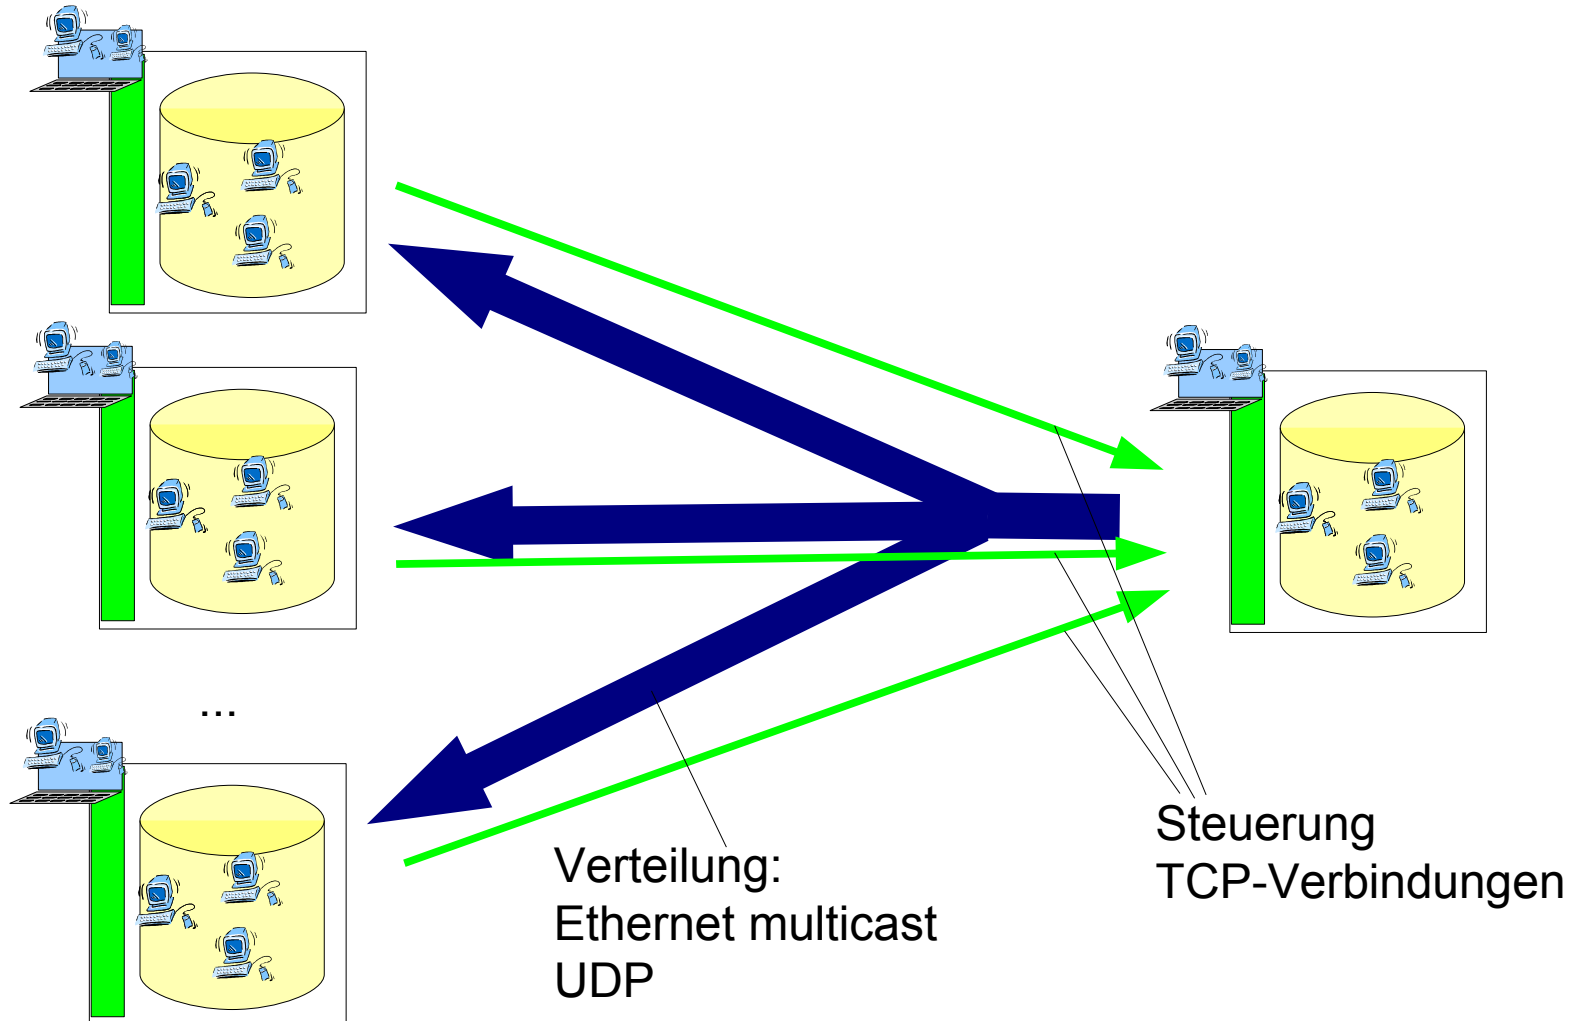 ...
Verteilung:
Ethernet multicast
UDP
Steuerung
TCP-Verbindungen